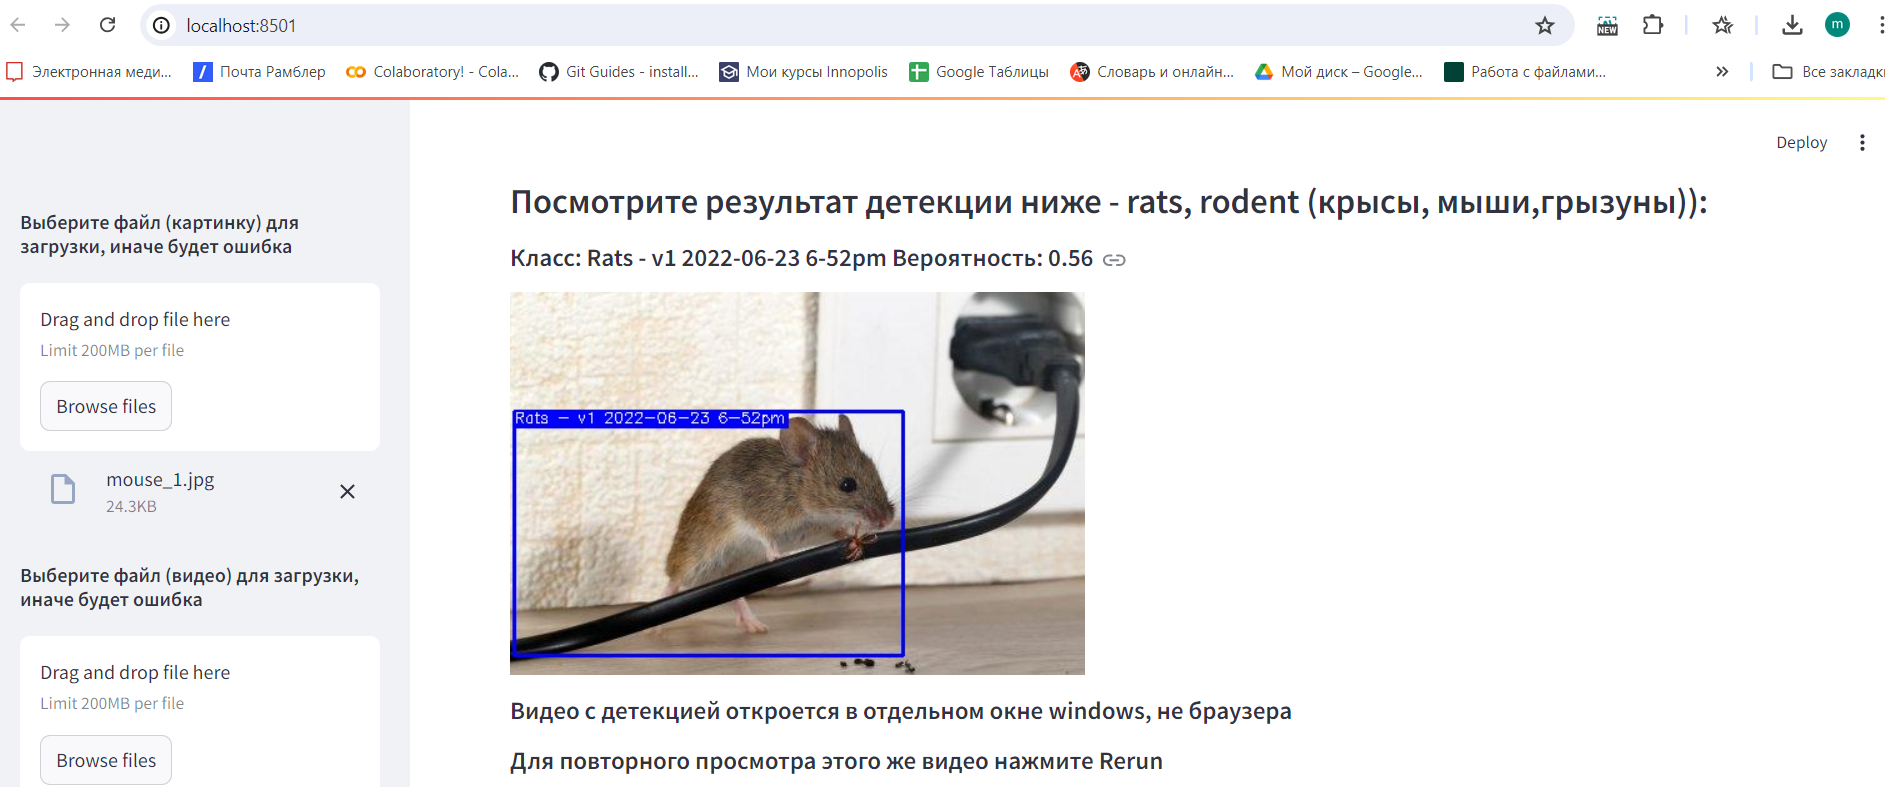 localhost:8501
NEW
m
Электронная меди...
Почта Рамблер
Colaboratory! - Cola...
Git Guides - install...
Мои курсы Innopolis
Google Таблицы
Словарь и онлайн...
Мой диск – Google...
Работа с файлами...
»
Все закладки
Deploy
Выберите файл (картинку) для
загрузки, иначе будет ошибка
Drag and drop file here
Limit 200MB per file
Browse files
mouse_1.jpg
24.3KB
Выберите файл (видео) для загрузки,
иначе будет ошибка
Drag and drop file here
Limit 200MB per file
Browse files
Посмотрите результат детекции ниже - rats, rodent (крысы, мыши,грызуны)):
Класс: Rats - v1 2022-06-23 6-52pm Вероятность: 0.56
Rats - v1 2022-06-23 6-52pm
Видео с детекцией откроется в отдельном окне windows, не браузера
Для повторного просмотра этого же видео нажмите Rerun